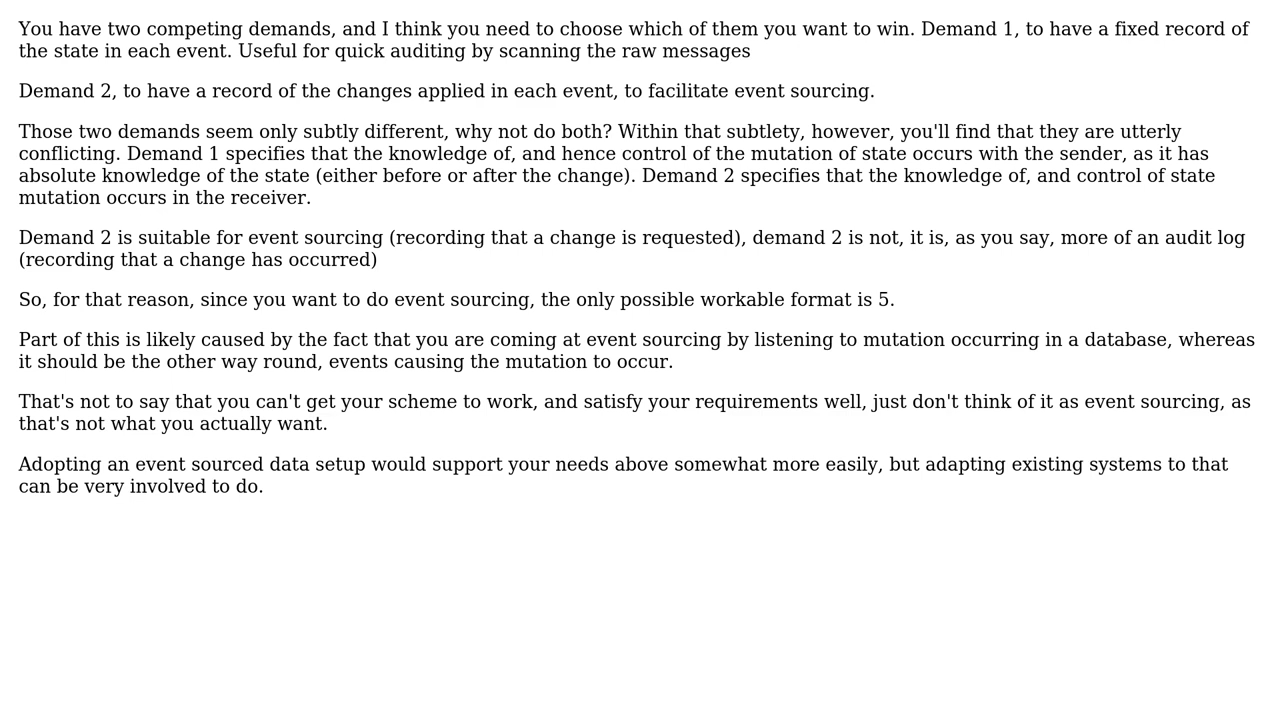 You have two competing demands, and I think you need to choose which of them you want to win. Demand 1, to have a fixed record of
the state in each event. Useful for quick auditing by scanning the raw messages
Demand 2, to have a record of the changes applied in each event, to facilitate event sourcing.
Those two demands seem only subtly different, why not do both? Within that subtlety, however, you'll find that they are utterly
conflicting. Demand 1 specifies that the knowledge of, and hence control of the mutation of state occurs with the sender, as it has
absolute knowledge of the state (either before or after the change). Demand 2 specifies that the knowledge of, and control of state
mutation occurs in the receiver.
Demand 2 is suitable for event sourcing (recording that a change is requested), demand 2 is not, it is, as you say, more of an audit log
(recording that a change has occurred)
So, for that reason, since you want to do event sourcing, the only possible workable format is 5.
Part of this is likely caused by the fact that you are coming at event sourcing by listening to mutation occurring in a database, whereas
it should be the other way round, events causing the mutation to occur.
That's not to say that you can't get your scheme to work, and satisfy your requirements well, just don't think of it as event sourcing, as
that's not what you actually want.
Adopting an event sourced data setup would support your needs above somewhat more easily, but adapting existing systems to that
can be very involved to do.